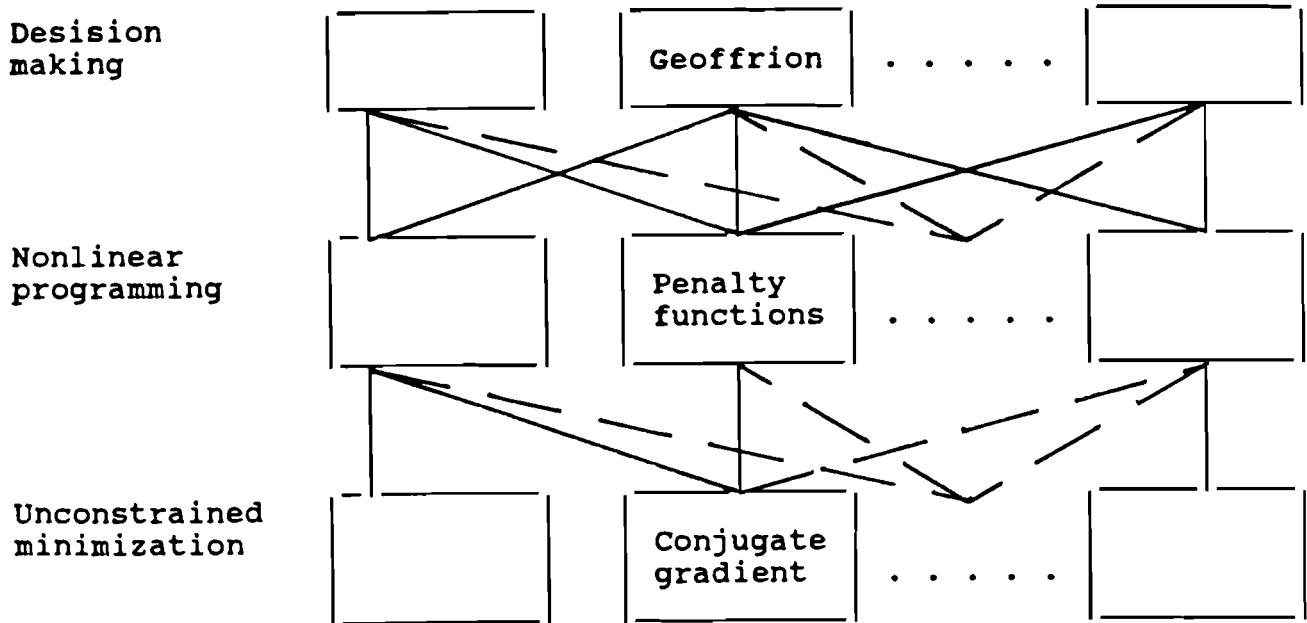 Desision
making
Geoffrion
. . . . .
Nonlinear
programming
Penalty
functions
. . . . .
Unconstrained
minimization
Conjugate
gradient
. . . . .